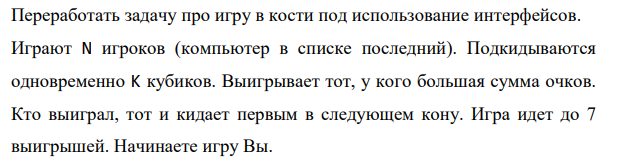 Переработать задачу про игру в кости под использование интерфейсов.
Играют N игроков (компьютер в списке последний). Подкидываются
одновременно K кубиков. Выигрывает тот, у кого большая сумма очков.
Кто выиграл, тот и кидает первым в следующем кону. Игра идет до 7
выигрышей. Начинаете игру Вы.